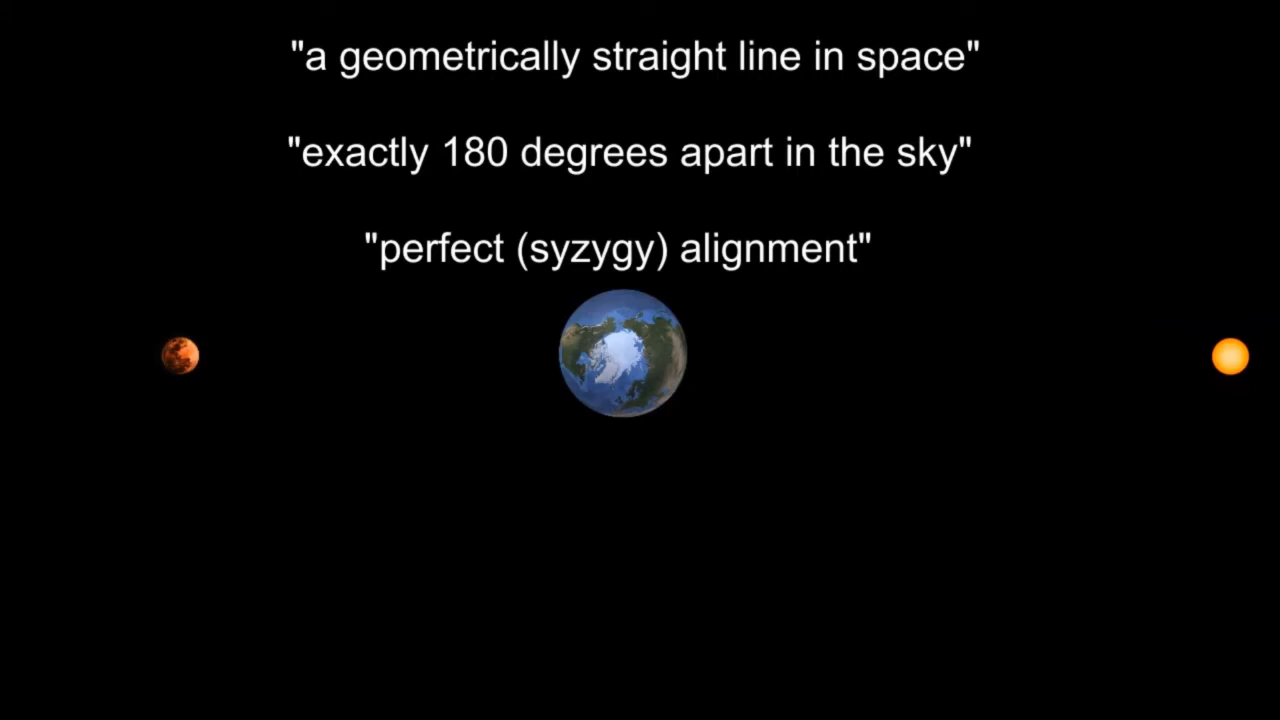 "a geometrically straight line in space"
"exactly 180 degrees apart in the sky"
"perfect (syzygy) alignment"